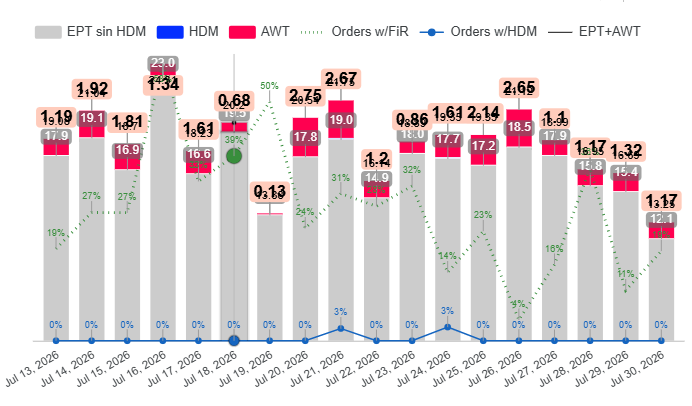 EPT sin HDM HDM AWT Orders w/FiR Orders w/HDM EPT+AWT
1.19 1.92 1.81 1.34 1.61 0.68 0.13 2.75 2.67 1.2 0.86 1.61 2.14 2.65 1.1 1.17 1.32 1.17
17.9 19.1 16.9 23.0 16.6 19.5 17.8 19.0 14.9 18.0 17.7 17.2 18.5 17.9 15.8 15.4 12.1
19% 27% 27% 39% 50% 24% 31% 32% 14% 23% 4% 16% 11%
0% 0% 0% 0% 0% 0% 0% 0% 3% 0% 0% 3% 0% 0% 0% 0% 0% 0%
Jul 13, 2026 Jul 14, 2026 Jul 15, 2026 Jul 16, 2026 Jul 17, 2026 Jul 18, 2026 Jul 19, 2026 Jul 20, 2026 Jul 21, 2026 Jul 22, 2026 Jul 23, 2026 Jul 24, 2026 Jul 25, 2026 Jul 26, 2026 Jul 27, 2026 Jul 28, 2026 Jul 29, 2026 Jul 30, 2026